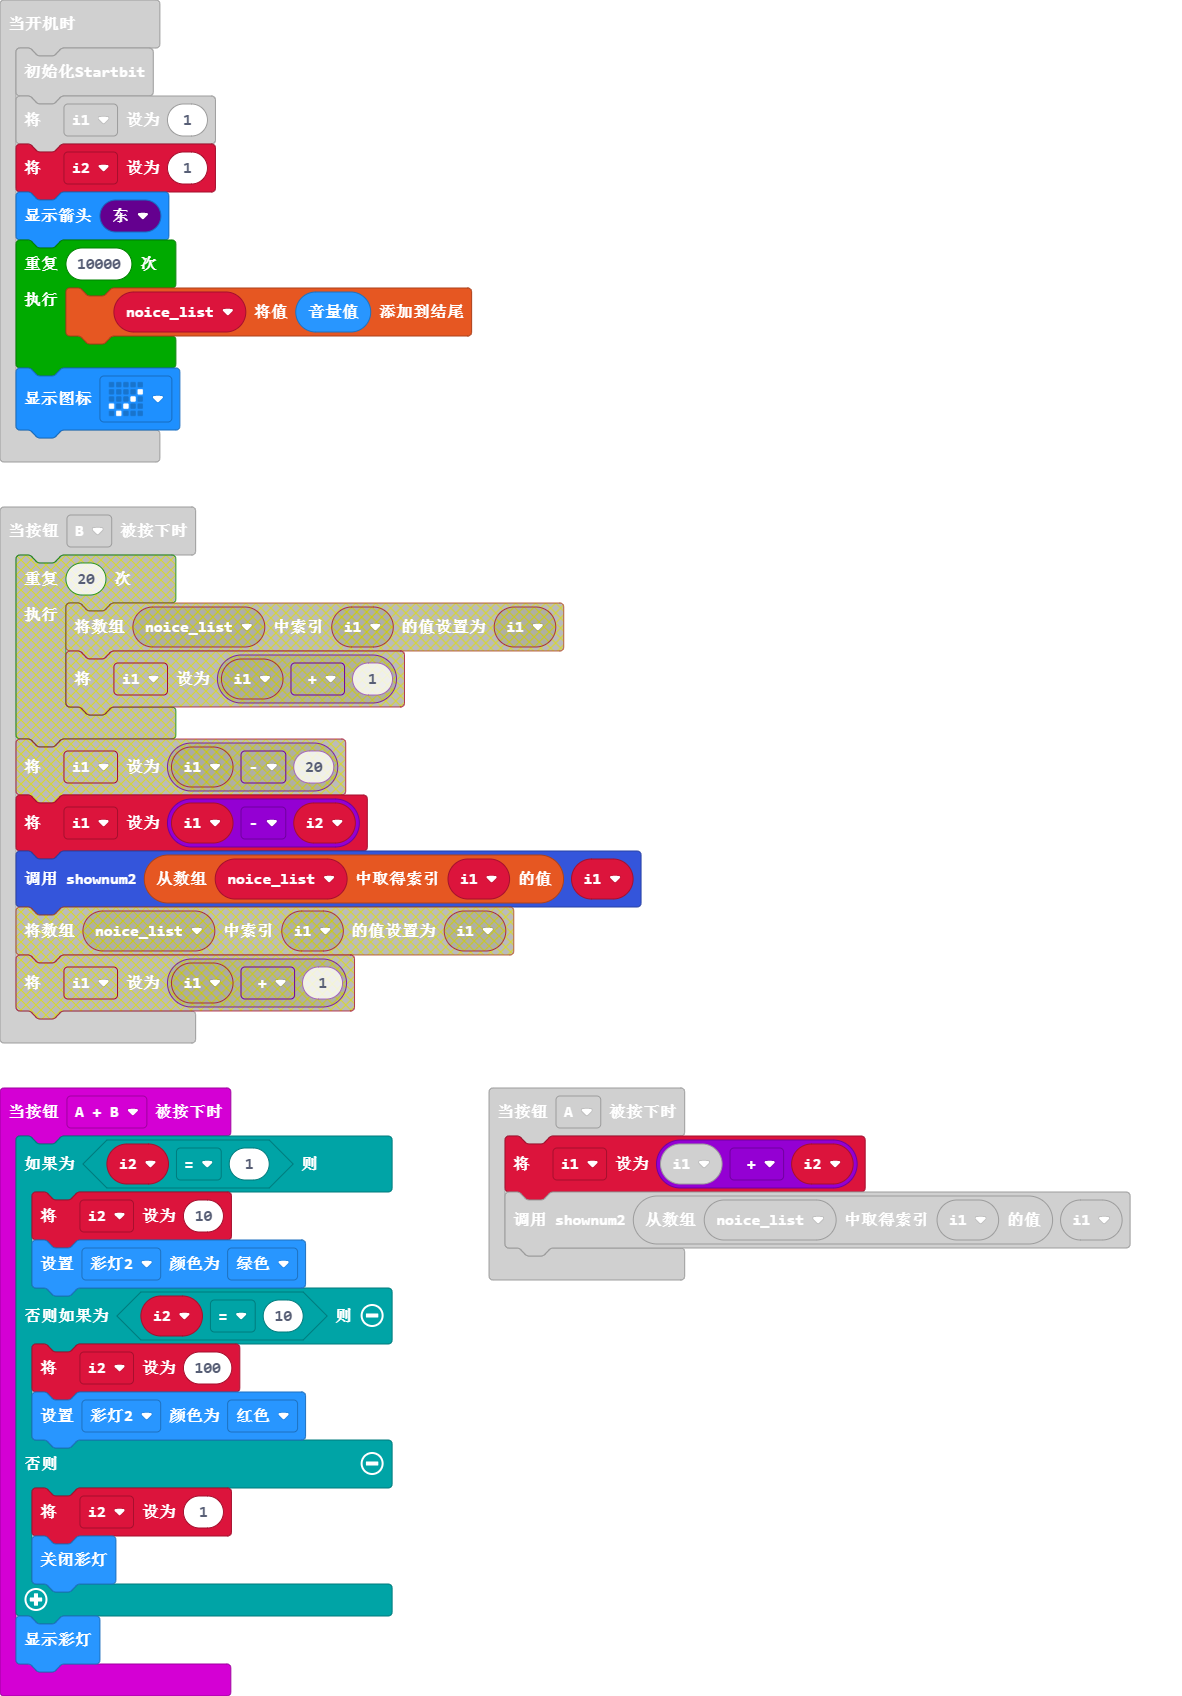 当开机时
初始化Startbit
将 i1 设为 1
将 i2 设为 1
显示箭头 东
重复 10000 次
执行 noice_list 将值 音量值 添加到结尾
显示图标
当按钮 B 被按下时
重复 20 次
执行 将数组 noice_list 中索引 i1 的值设置为 i1
将 i1 设为 i1 + 1
将 i1 设为 i1 - 20
将 i1 设为 i1 - i2
调用 shownum2 从数组 noice_list 中取得索引 i1 的值 i1
将数组 noice_list 中索引 i1 的值设置为 i1
将 i1 设为 i1 + 1
当按钮 A + B 被按下时
如果为 i2 = 1 则
将 i2 设为 10
设置 彩灯2 颜色为 绿色
否则如果为 i2 = 10 则
将 i2 设为 100
设置 彩灯2 颜色为 红色
否则
将 i2 设为 1
关闭彩灯
显示彩灯
当按钮 A 被按下时
将 i1 设为 i1 + i2
调用 shownum2 从数组 noice_list 中取得索引 i1 的值 i1